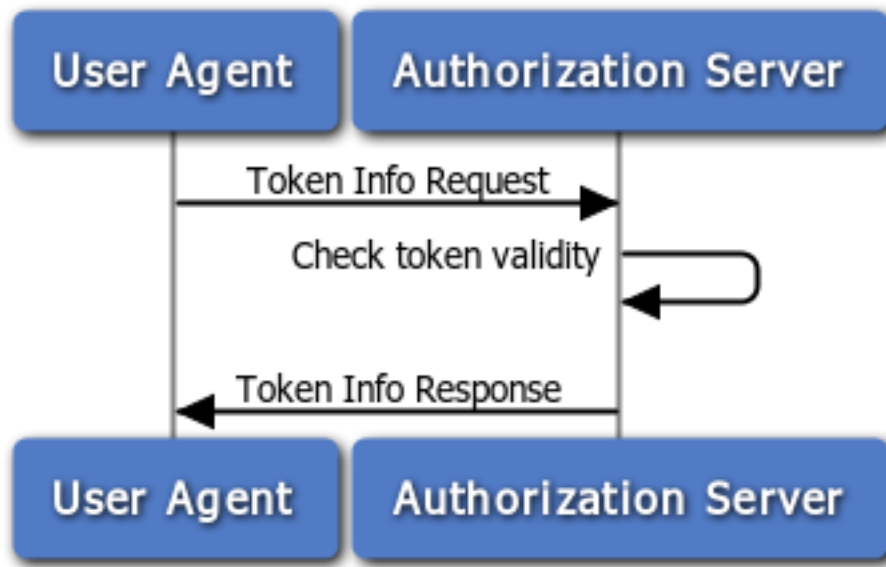 User Agent
Authorization Server
Token Info Request
Check token validity
Token Info Response
User Agent
Authorization Server